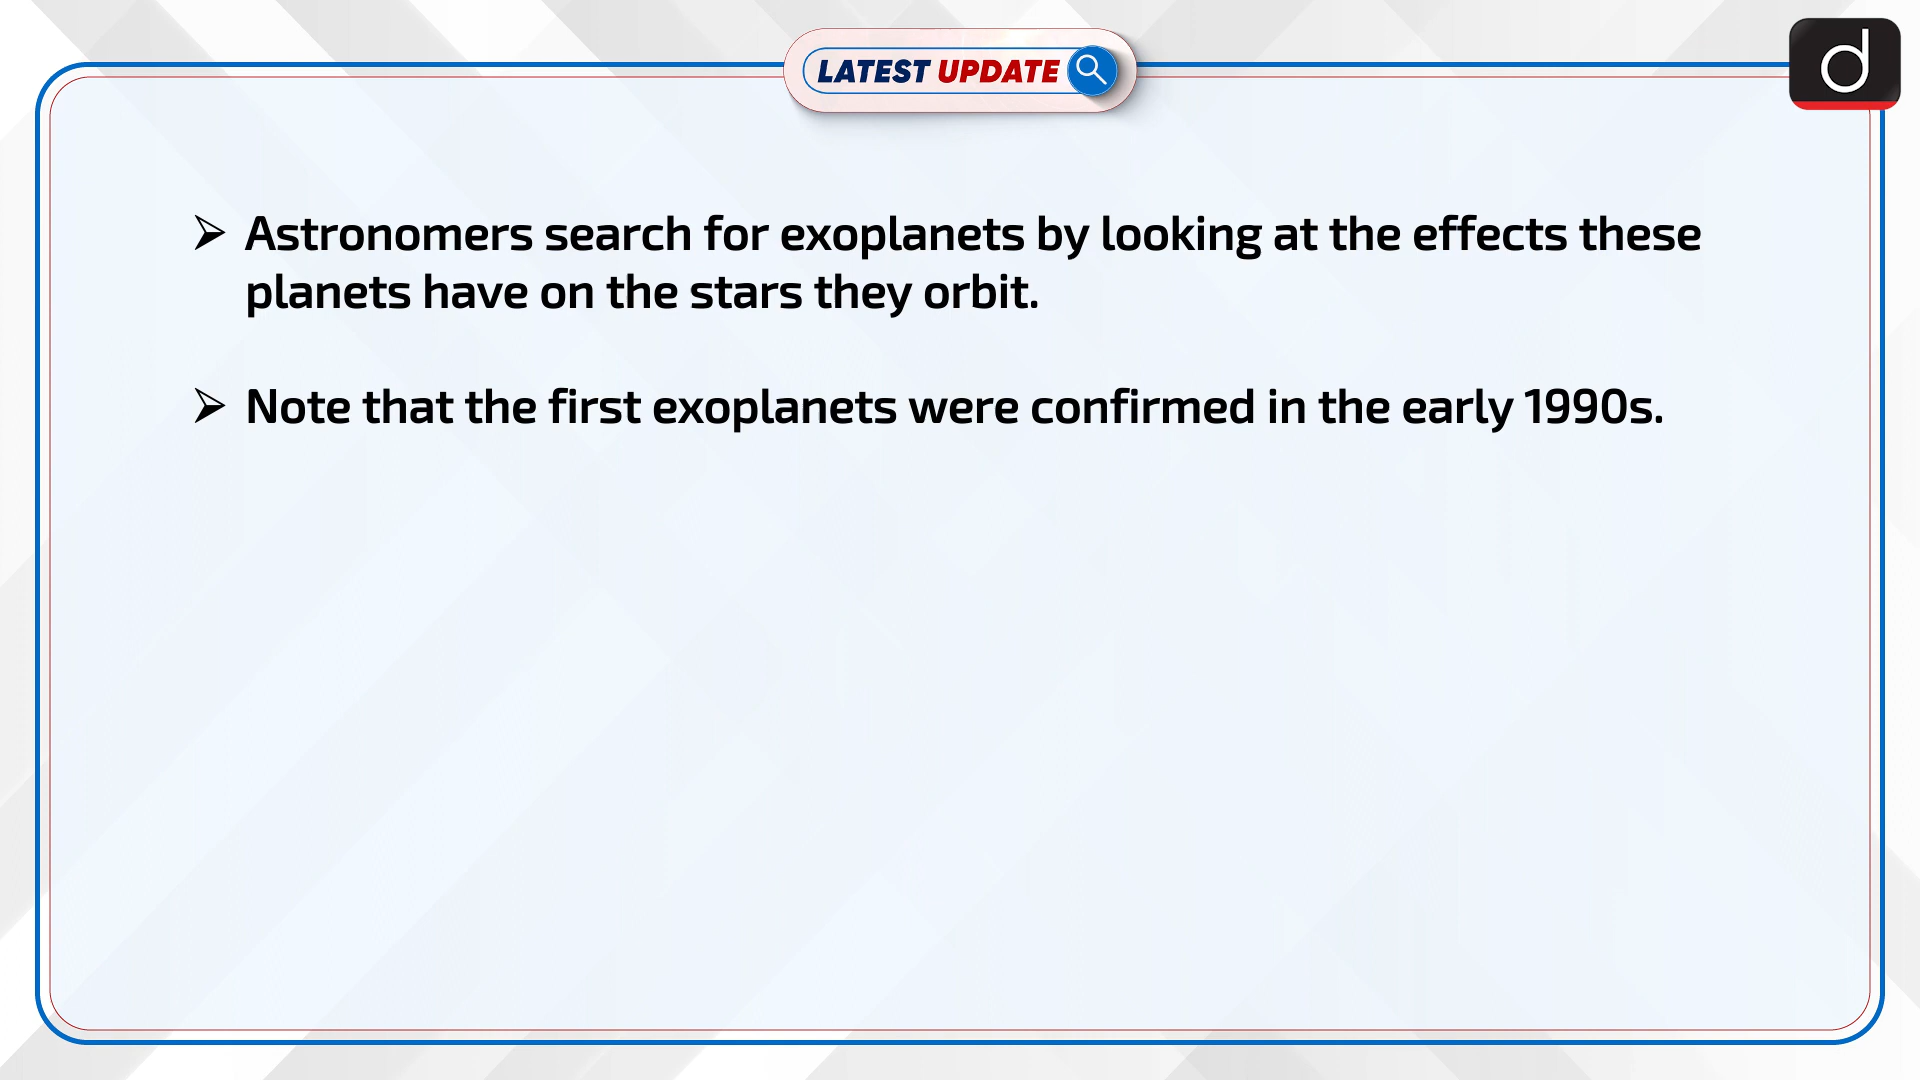 LATEST UPDATE
d
➢ Astronomers search for exoplanets by looking at the effects these
planets have on the stars they orbit.
➢ Note that the first exoplanets were confirmed in the early 1990s.